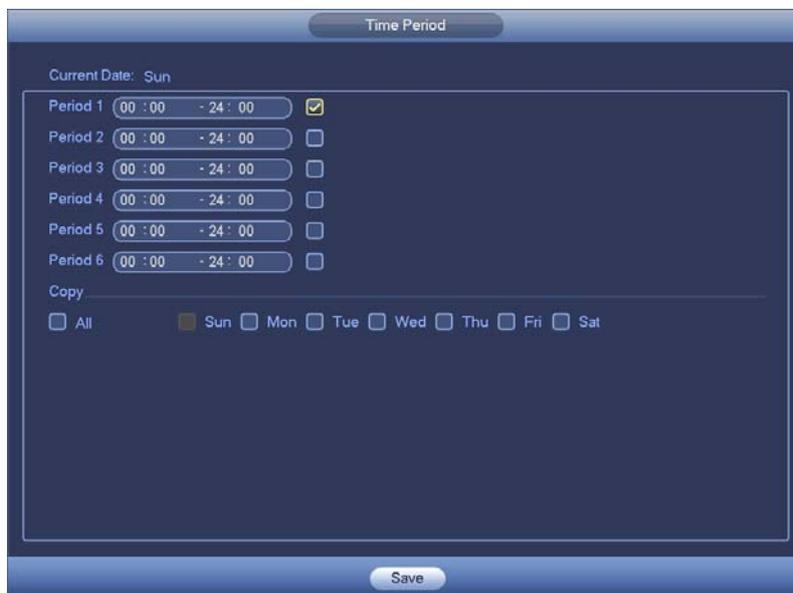 Time Period
Current Date: Sun
Period 1 00 :00 - 24 : 00
Period 2 00 :00 - 24 : 00
Period 3 00 :00 - 24 : 00
Period 4 00 :00 - 24 : 00
Period 5 00 :00 - 24 : 00
Period 6 00 :00 - 24 : 00
Copy
All Sun Mon Tue Wed Thu Fri Sat
Save